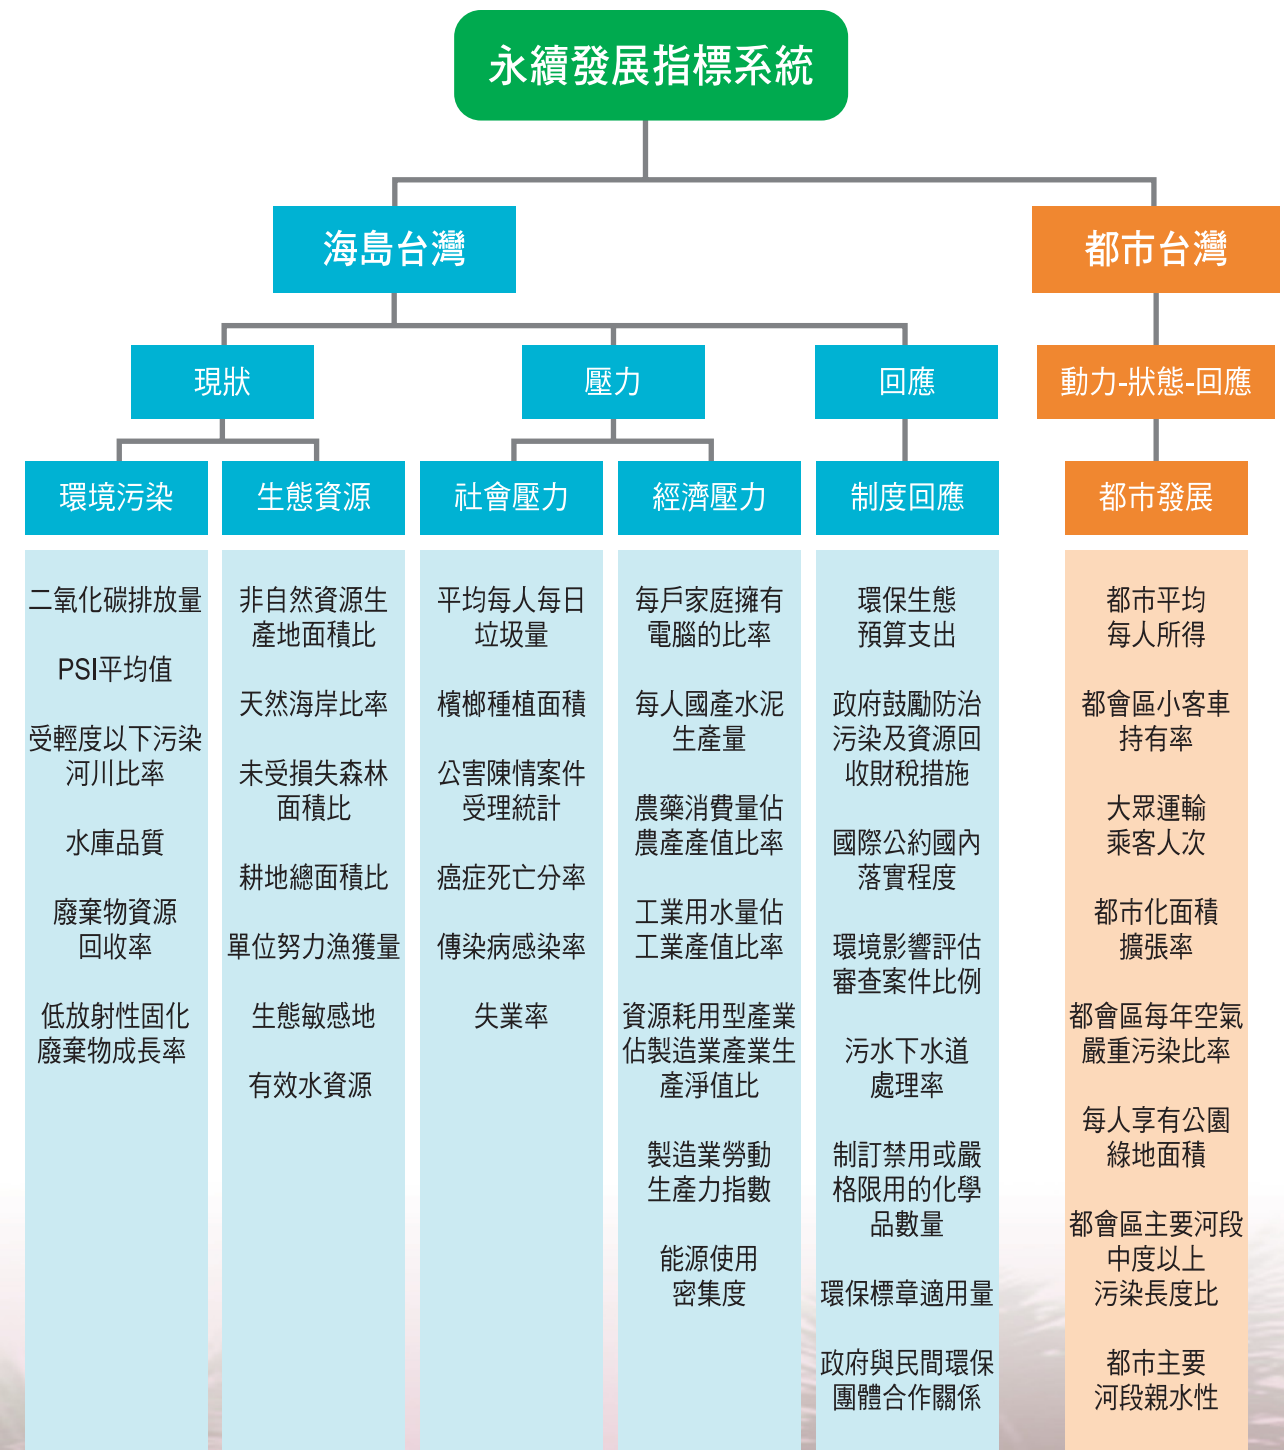 永續發展指標系統
海島台灣
都市台灣
現狀
壓力
回應
動力-狀態-回應
環境污染
生態資源
社會壓力
經濟壓力
制度回應
都市發展
二氧化碳排放量
PSI平均值
受輕度以下污染
河川比率
水庫品質
廢棄物資源
回收率
低放射性固化
廢棄物成長率
非自然資源生
產地面積比
天然海岸比率
未受損失森林
面積比
耕地總面積比
單位努力漁獲量
生態敏感地
有效水資源
平均每人每日
垃圾量
檳榔種植面積
公害陳情案件
受理統計
癌症死亡分率
傳染病感染率
失業率
每戶家庭擁有
電腦的比率
每人國產水泥
生產量
農藥消費量佔
農產產值比率
工業用水量佔
工業產值比率
資源耗用型產業
佔製造業產業生
產淨值比
製造業勞動
生產力指數
能源使用
密集度
環保生態
預算支出
政府鼓勵防治
污染及資源回
收財稅措施
國際公約國內
落實程度
環境影響評估
審查案件比例
污水下水道
處理率
制訂禁用或嚴
格限用的化學
品數量
環保標章適用量
政府與民間環保
團體合作關係
都市平均
每人所得
都會區小客車
持有率
大眾運輸
乘客人次
都市化面積
擴張率
都會區每年空氣
嚴重污染比率
每人享有公園
綠地面積
都會區主要河段
中度以上
污染長度比
都市主要
河段親水性